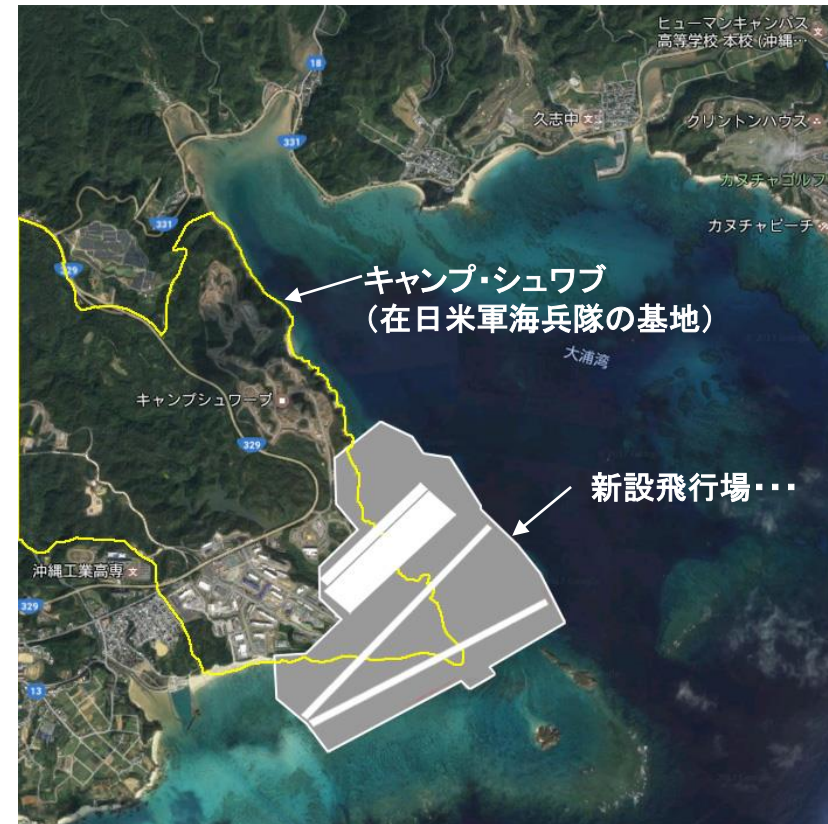 ヒューマンキャンパス
高等学校 本校 (沖縄…
18
久志中
クリントンハウス
331
カヌチャゴルフ
カヌチャビーチ
331
329
キャンプ・シュワブ
（在日米軍海兵隊の基地）
大浦湾
キャンプシュワーブ
329
新設飛行場・・・
沖縄工業高専
329
13